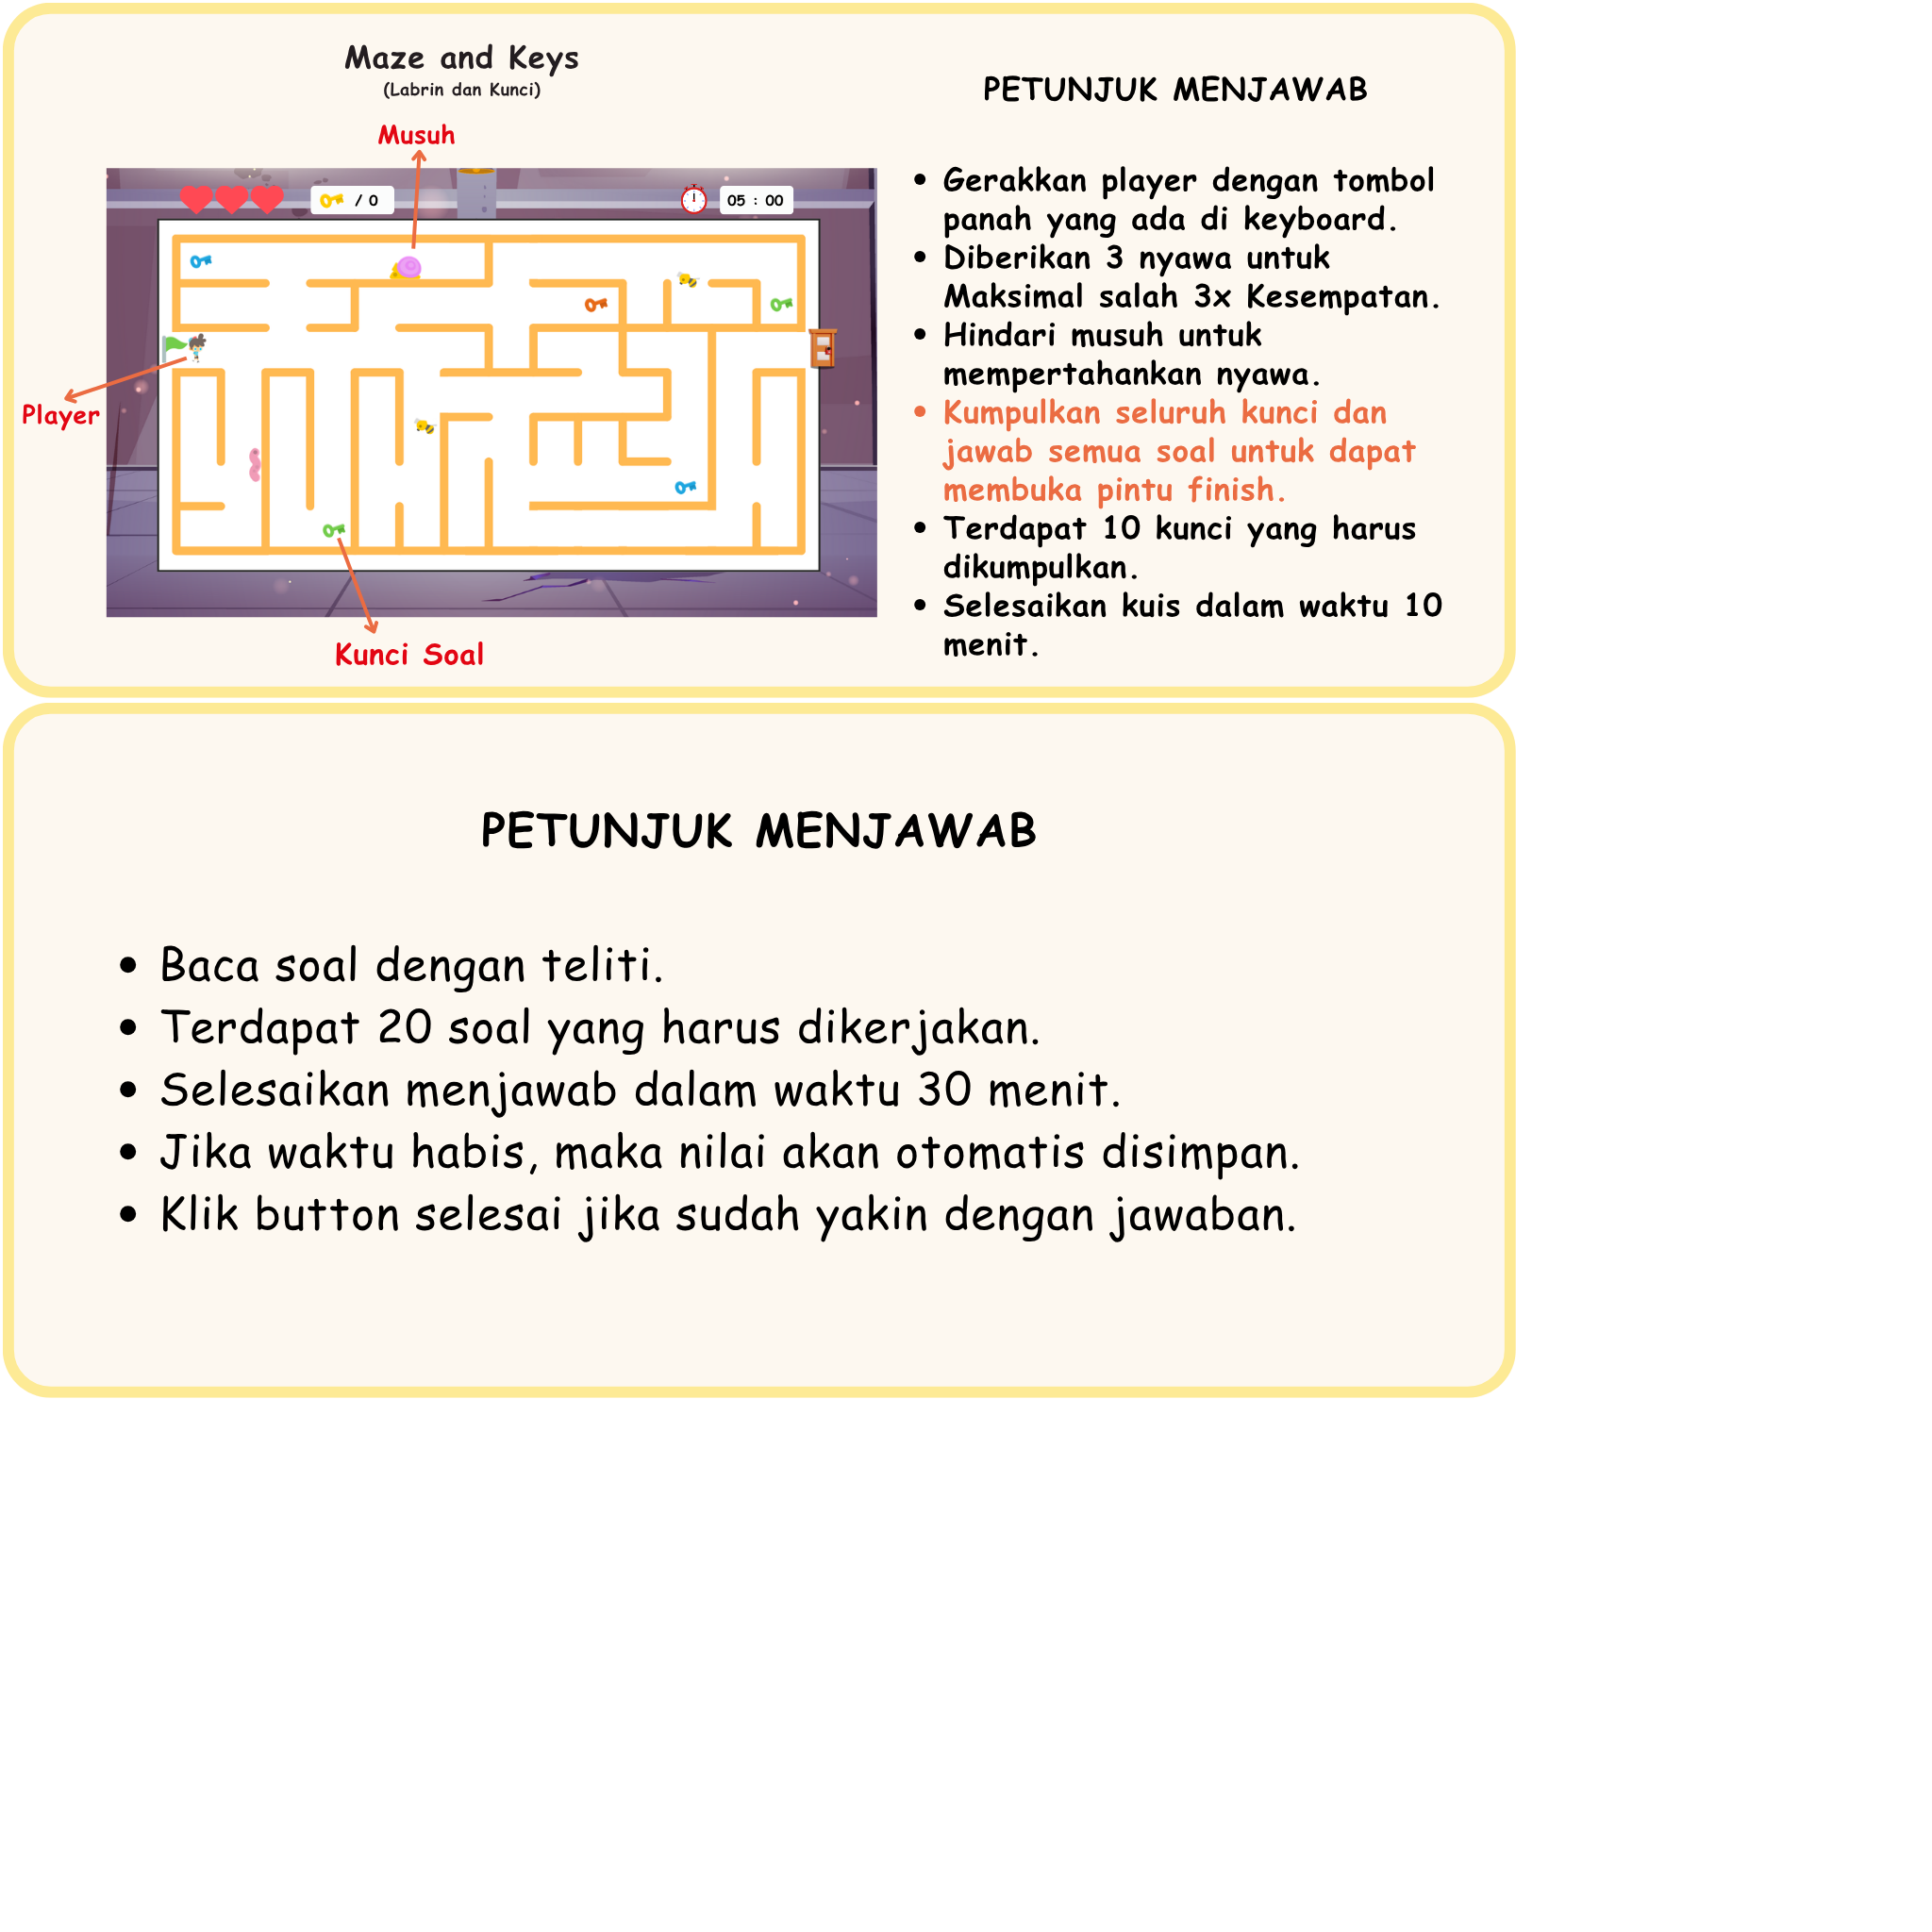 Maze and Keys
(Labrin dan Kunci)
Musuh
/ 0
05 : 00
Player
Kunci Soal
PETUNJUK MENJAWAB
• Gerakkan player dengan tombol
panah yang ada di keyboard.
• Diberikan 3 nyawa untuk
Maksimal salah 3x Kesempatan.
• Hindari musuh untuk
mempertahankan nyawa.
• Kumpulkan seluruh kunci dan
jawab semua soal untuk dapat
membuka pintu finish.
• Terdapat 10 kunci yang harus
dikumpulkan.
• Selesaikan kuis dalam waktu 10
menit.
PETUNJUK MENJAWAB
• Baca soal dengan teliti.
• Terdapat 20 soal yang harus dikerjakan.
• Selesaikan menjawab dalam waktu 30 menit.
• Jika waktu habis, maka nilai akan otomatis disimpan.
• Klik button selesai jika sudah yakin dengan jawaban.